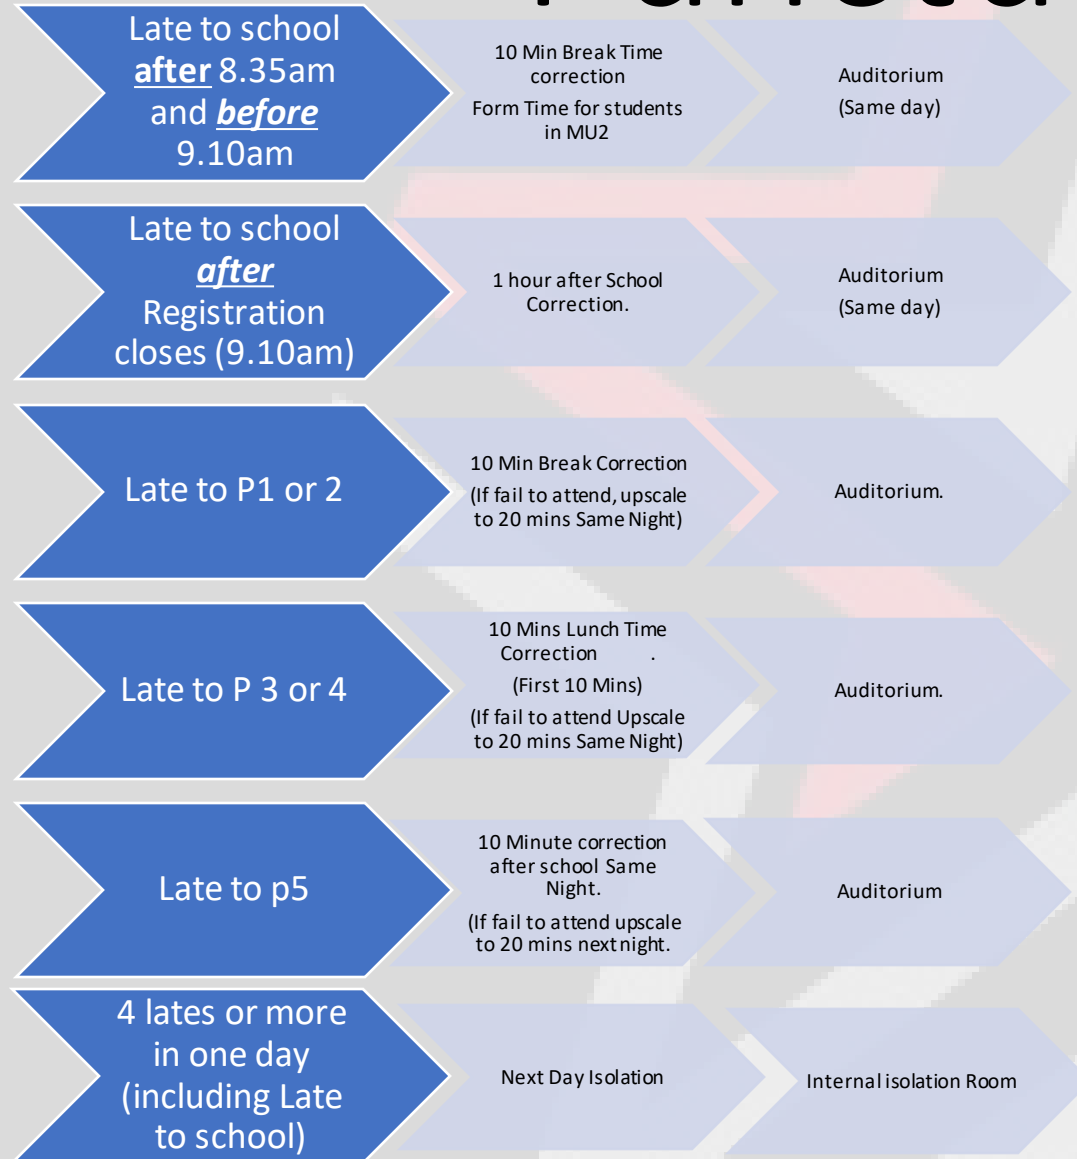 Late to school
after 8.35am
and before
9.10am
10 Min Break Time
correction
Form Time for students
in MU2
Auditorium
(Same day)
Late to school
after
Registration
closes (9.10am)
1 hour after School
Correction.
Auditorium
(Same day)
Late to P1 or 2
10 Min Break Correction
(If fail to attend, upscale
to 20 mins Same Night)
Auditorium.
Late to P 3 or 4
10 Mins Lunch Time
Correction .
(First 10 Mins)
(If fail to attend Upscale
to 20 mins Same Night)
Auditorium.
Late to p5
10 Minute correction
after school Same
Night.
(If fail to attend upscale
to 20 mins next night.
Auditorium
4 lates or more
in one day
(including Late
to school)
Next Day Isolation
Internal isolation Room